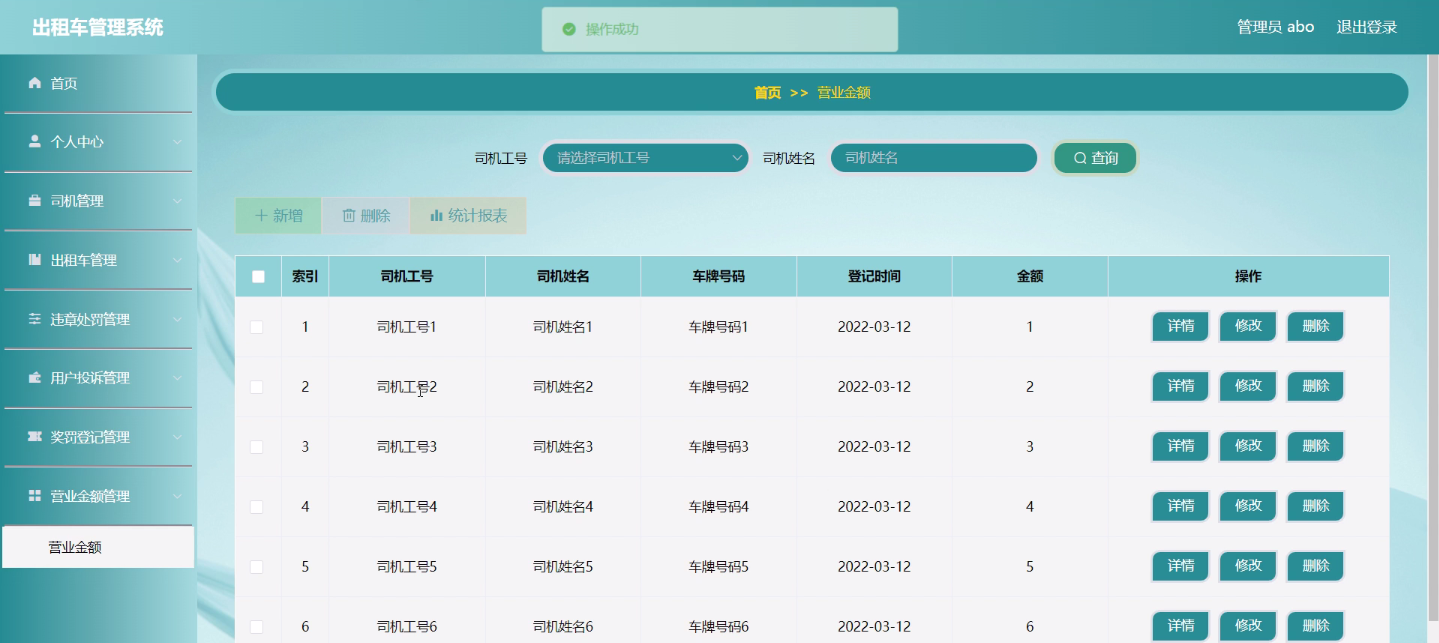 出租车管理系统
操作成功
管理员 abo 退出登录
首页
个人中心
司机管理
出租车管理
违章处罚管理
用户投诉管理
奖罚登记管理
营业金额管理
营业金额
首页 >> 营业金额
司机工号 请选择司机工号 司机姓名 司机姓名 查询
新增 删除 统计报表
索引 司机工号 司机姓名 车牌号码 登记时间 金额 操作
1 司机工号1 司机姓名1 车牌号码1 2022-03-12 1 详情 修改 删除
2 司机工号2 司机姓名2 车牌号码2 2022-03-12 2 详情 修改 删除
3 司机工号3 司机姓名3 车牌号码3 2022-03-12 3 详情 修改 删除
4 司机工号4 司机姓名4 车牌号码4 2022-03-12 4 详情 修改 删除
5 司机工号5 司机姓名5 车牌号码5 2022-03-12 5 详情 修改 删除
6 司机工号6 司机姓名6 车牌号码6 2022-03-12 6 详情 修改 删除